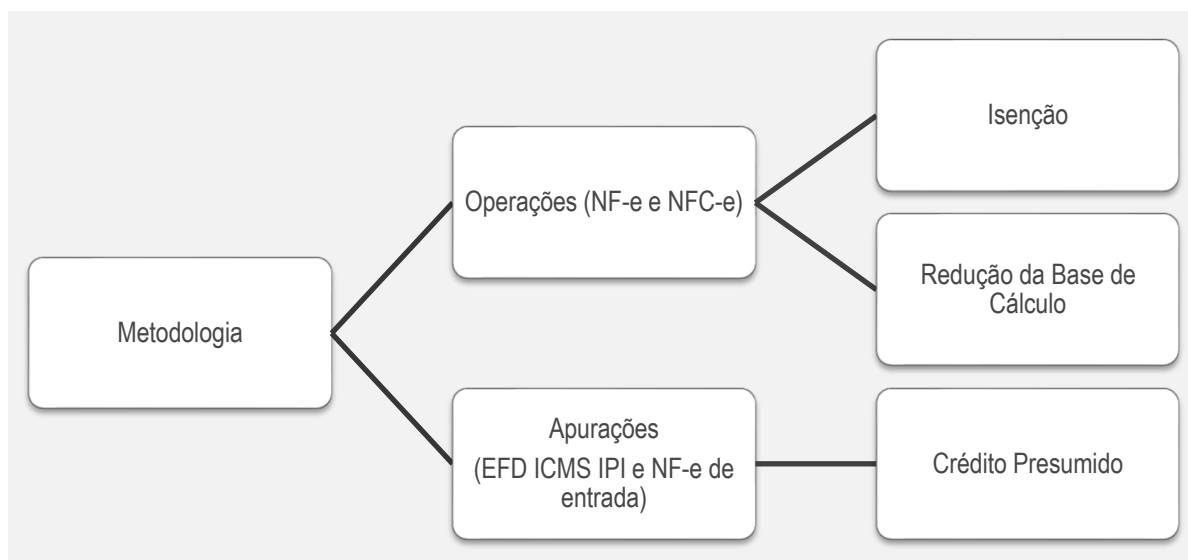 Metodologia
Operações (NF-e e NFC-e)
Isenção
Redução da Base de
Cálculo
Apurações
(EFD ICMS IPI e NF-e de
entrada)
Crédito Presumido